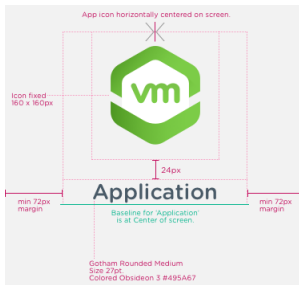 App icon horizontally centered on screen.
vm
Icon fixed
160 x 160px
24px
min 72px
margin
Application
min 72px
margin
Baseline for 'Application'
is at Center of screen.
Gotham Rounded Medium
Size 27pt.
Colored Obsideon 3 #495A67